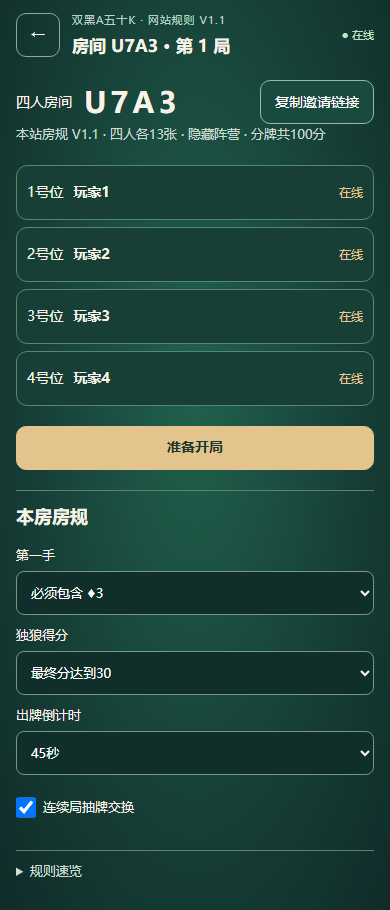 ←
双黑A五十K · 网站规则 V1.1
房间 U7A3 • 第 1 局
● 在线
四人房间 U7A3
复制邀请链接
本站房规 V1.1 · 四人各13张 · 隐藏阵营 · 分牌共100分
1号位 玩家1 在线
2号位 玩家2 在线
3号位 玩家3 在线
4号位 玩家4 在线
准备开局
本房房规
第一手
必须包含 ♦3
独狼得分
最终分达到30
出牌倒计时
45秒
连续局抽牌交换
▶ 规则速览